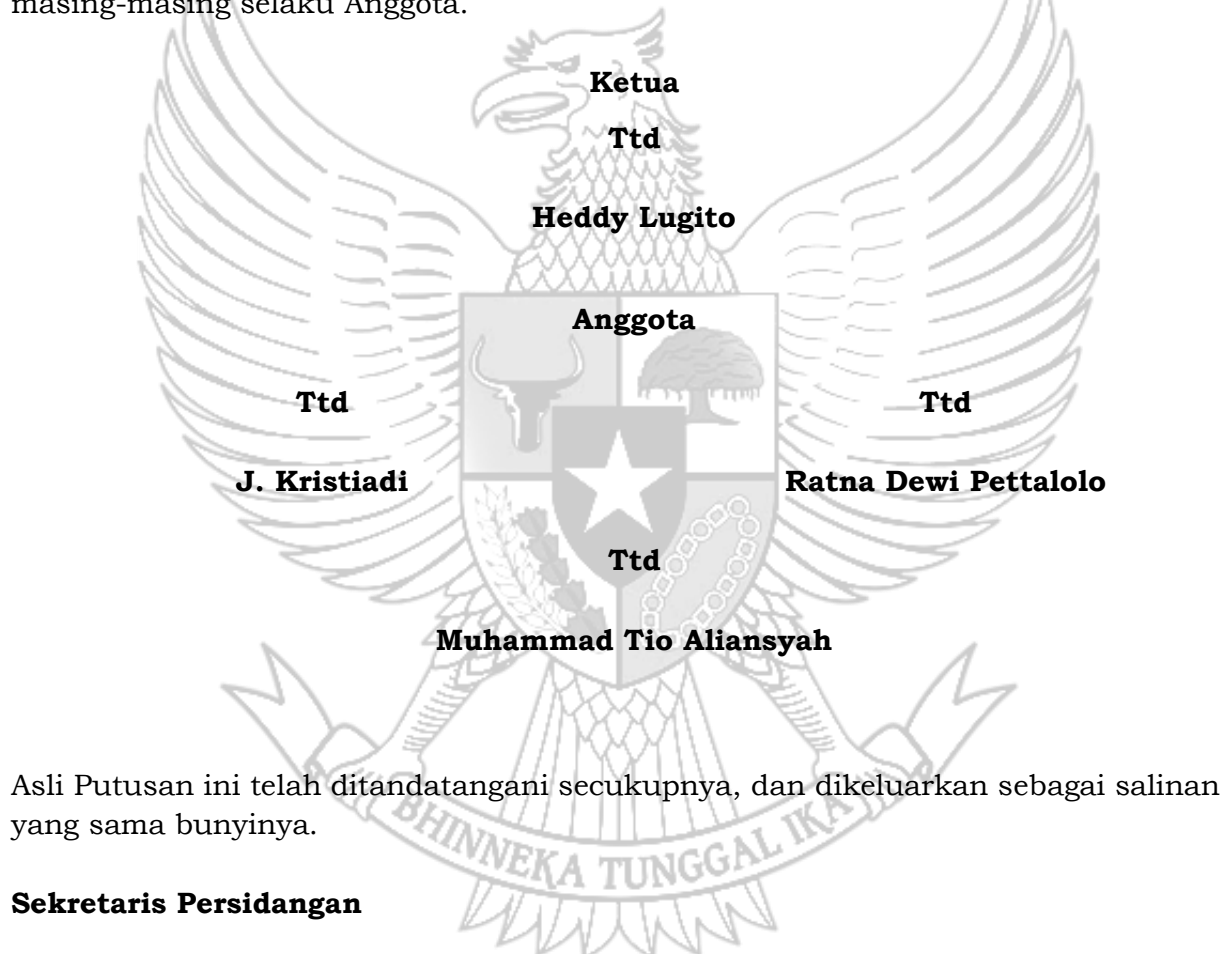 masing-masing selaku Anggota.
Ketua
Ttd
Heddy Lugito
Anggota
Ttd Ttd
J. Kristiadi Ratna Dewi Pettalolo
Ttd
Muhammad Tio Aliansyah
Asli Putusan ini telah ditandatangani secukupnya, dan dikeluarkan sebagai salinan
yang sama bunyinya.
BHINNEKA TUNGGAL IKA
Sekretaris Persidangan